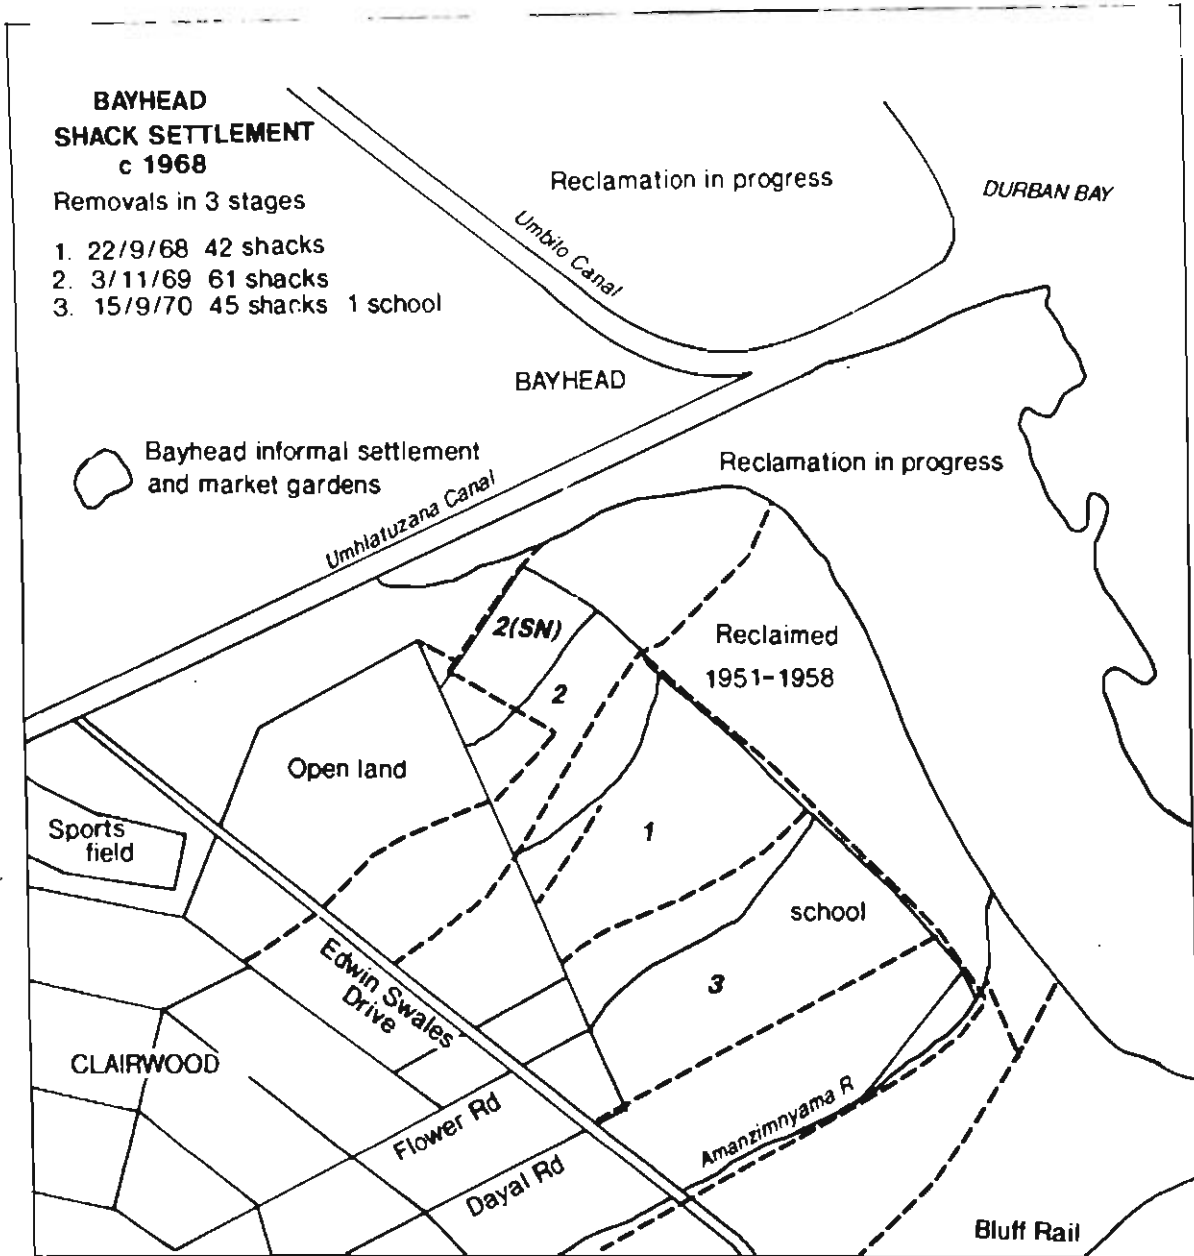 BAYHEAD
SHACK SETTLEMENT
c 1968
Removals in 3 stages
1. 22/9/68 42 shacks
2. 3/11/69 61 shacks
3. 15/9/70 45 shacks 1 school
Reclamation in progress
DURBAN BAY
Umbilo Canal
BAYHEAD
Bayhead informal settlement
and market gardens
Umhlatuzana Canal
Reclamation in progress
2(SN)
2
Reclaimed
1951-1958
Open land
Sports
field
1
school
3
Edwin Swales
Drive
CLAIRWOOD
Flower Rd
Dayal Rd
Amanzimnyama R
Bluff Rail